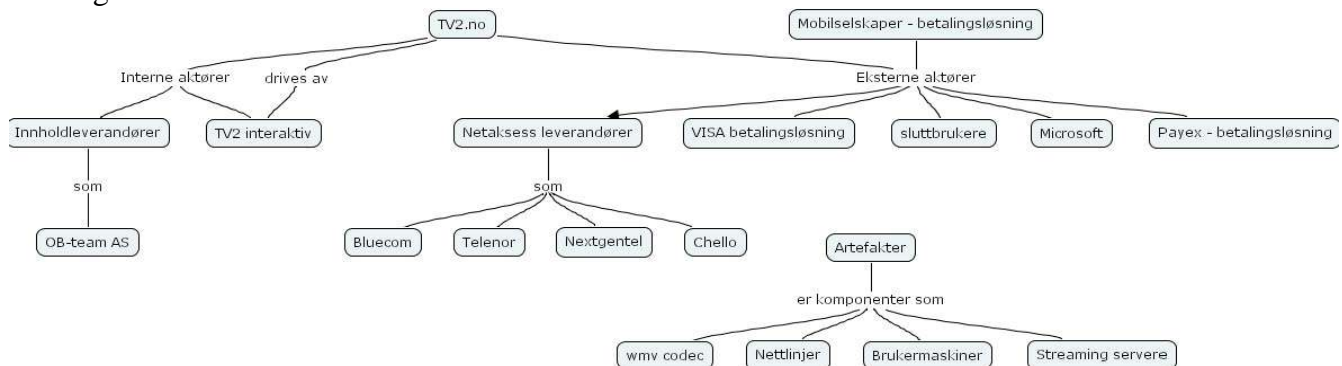 TV2.no
Mobilselskaper - betalingsløsning
Interne aktører
drives av
Eksterne aktører
Innholdleverandører
TV2 interaktiv
Netaksess leverandører
VISA betalingsløsning
sluttbrukere
Microsoft
Payex - betalingsløsning
som
som
OB-team AS
Bluecom
Telenor
Nextgentel
Chello
Artefakter
er komponenter som
wmv codec
Nettlinjer
Brukermaskiner
Streaming servere